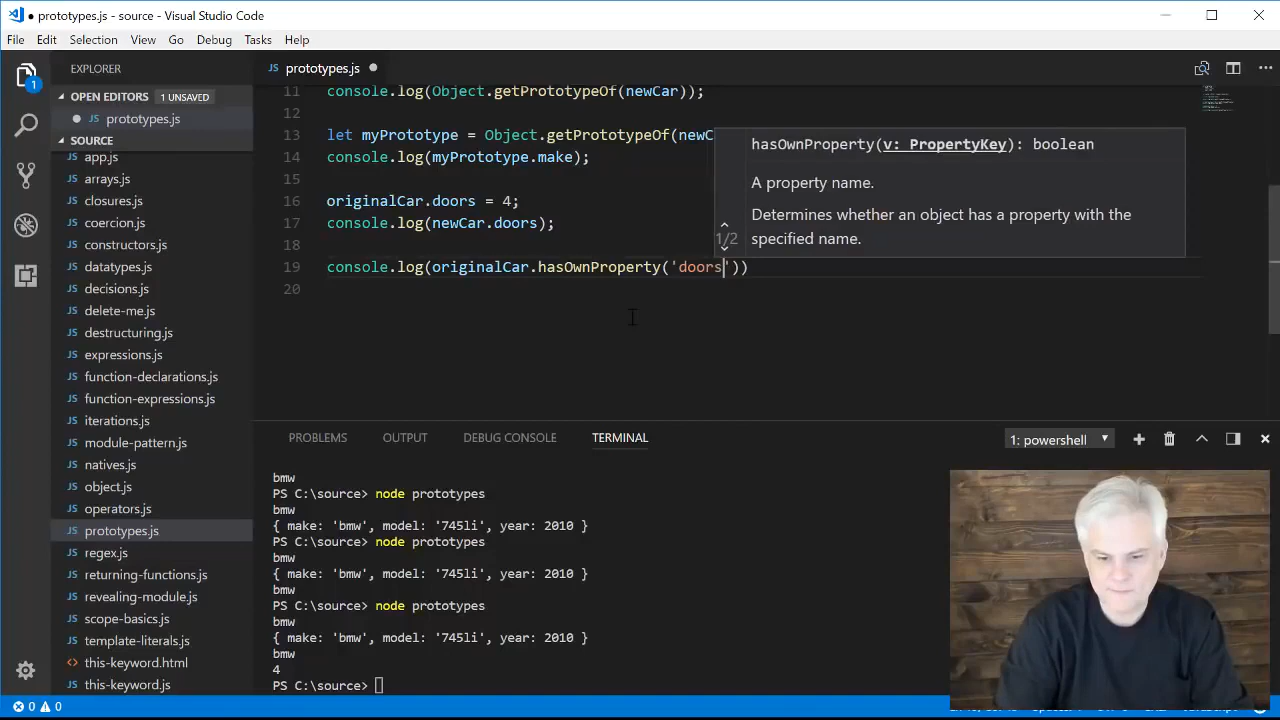 prototypes.js - source - Visual Studio Code
File Edit Selection View Go Debug Tasks Help
EXPLORER
prototypes.js
OPEN EDITORS 1 UNSAVED
prototypes.js
SOURCE
app.js
arrays.js
closures.js
coercion.js
constructors.js
datatypes.js
decisions.js
delete-me.js
destructuring.js
expressions.js
function-declarations.js
function-expressions.js
iterations.js
module-pattern.js
natives.js
object.js
operators.js
prototypes.js
regex.js
returning-functions.js
revealing-module.js
scope-basics.js
template-literals.js
this-keyword.html
this-keyword.js
11 console.log(Object.getPrototypeOf(newCar));
12
13 let myPrototype = Object.getPrototypeOf(newC
14 console.log(myPrototype.make);
15
16 originalCar.doors = 4;
17 console.log(newCar.doors);
18
19 console.log(originalCar.hasOwnProperty('doors'))
20
hasOwnProperty(v: PropertyKey): boolean
A property name.
Determines whether an object has a property with the
specified name.
1/2
PROBLEMS OUTPUT DEBUG CONSOLE TERMINAL 1: powershell
bmw
PS C:\source> node prototypes
bmw
{ make: 'bmw', model: '745li', year: 2010 }
PS C:\source> node prototypes
bmw
{ make: 'bmw', model: '745li', year: 2010 }
bmw
PS C:\source> node prototypes
bmw
{ make: 'bmw', model: '745li', year: 2010 }
bmw
4
PS C:\source>
0 0